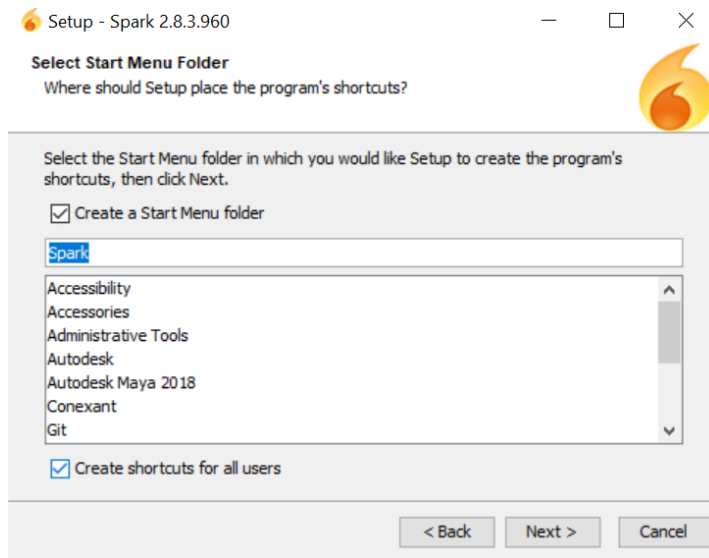 Setup - Spark 2.8.3.960
Select Start Menu Folder
Where should Setup place the program's shortcuts?
Select the Start Menu folder in which you would like Setup to create the program's
shortcuts, then click Next.
Create a Start Menu folder
Spark
Accessibility
Accessories
Administrative Tools
Autodesk
Autodesk Maya 2018
Conexant
Git
Create shortcuts for all users
< Back Next > Cancel